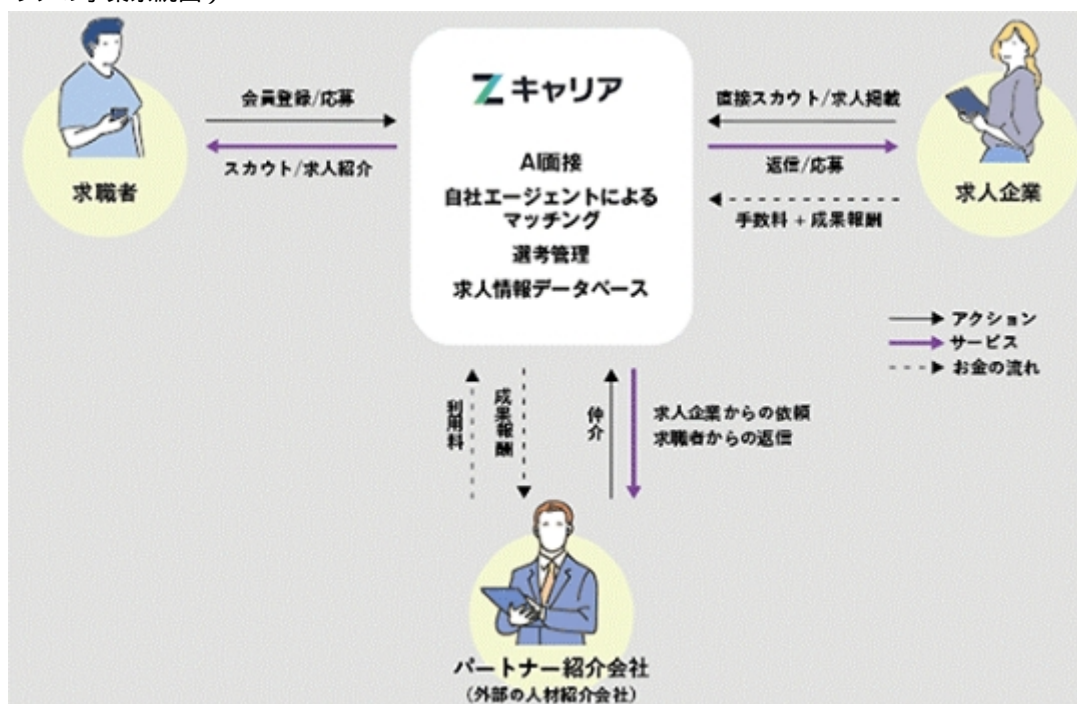 Zキャリア
会員登録/応募
スカウト/求人紹介
求職者
AI面接
自社エージェントによる
マッチング
選考管理
求人情報データベース
直接スカウト/求人掲載
返信/応募
手数料 + 成果報酬
求人企業
アクション
サービス
お金の流れ
利用料
成果報酬
仲介
求人企業からの依頼
求職者からの返信
パートナー紹介会社
(外部の人材紹介会社)